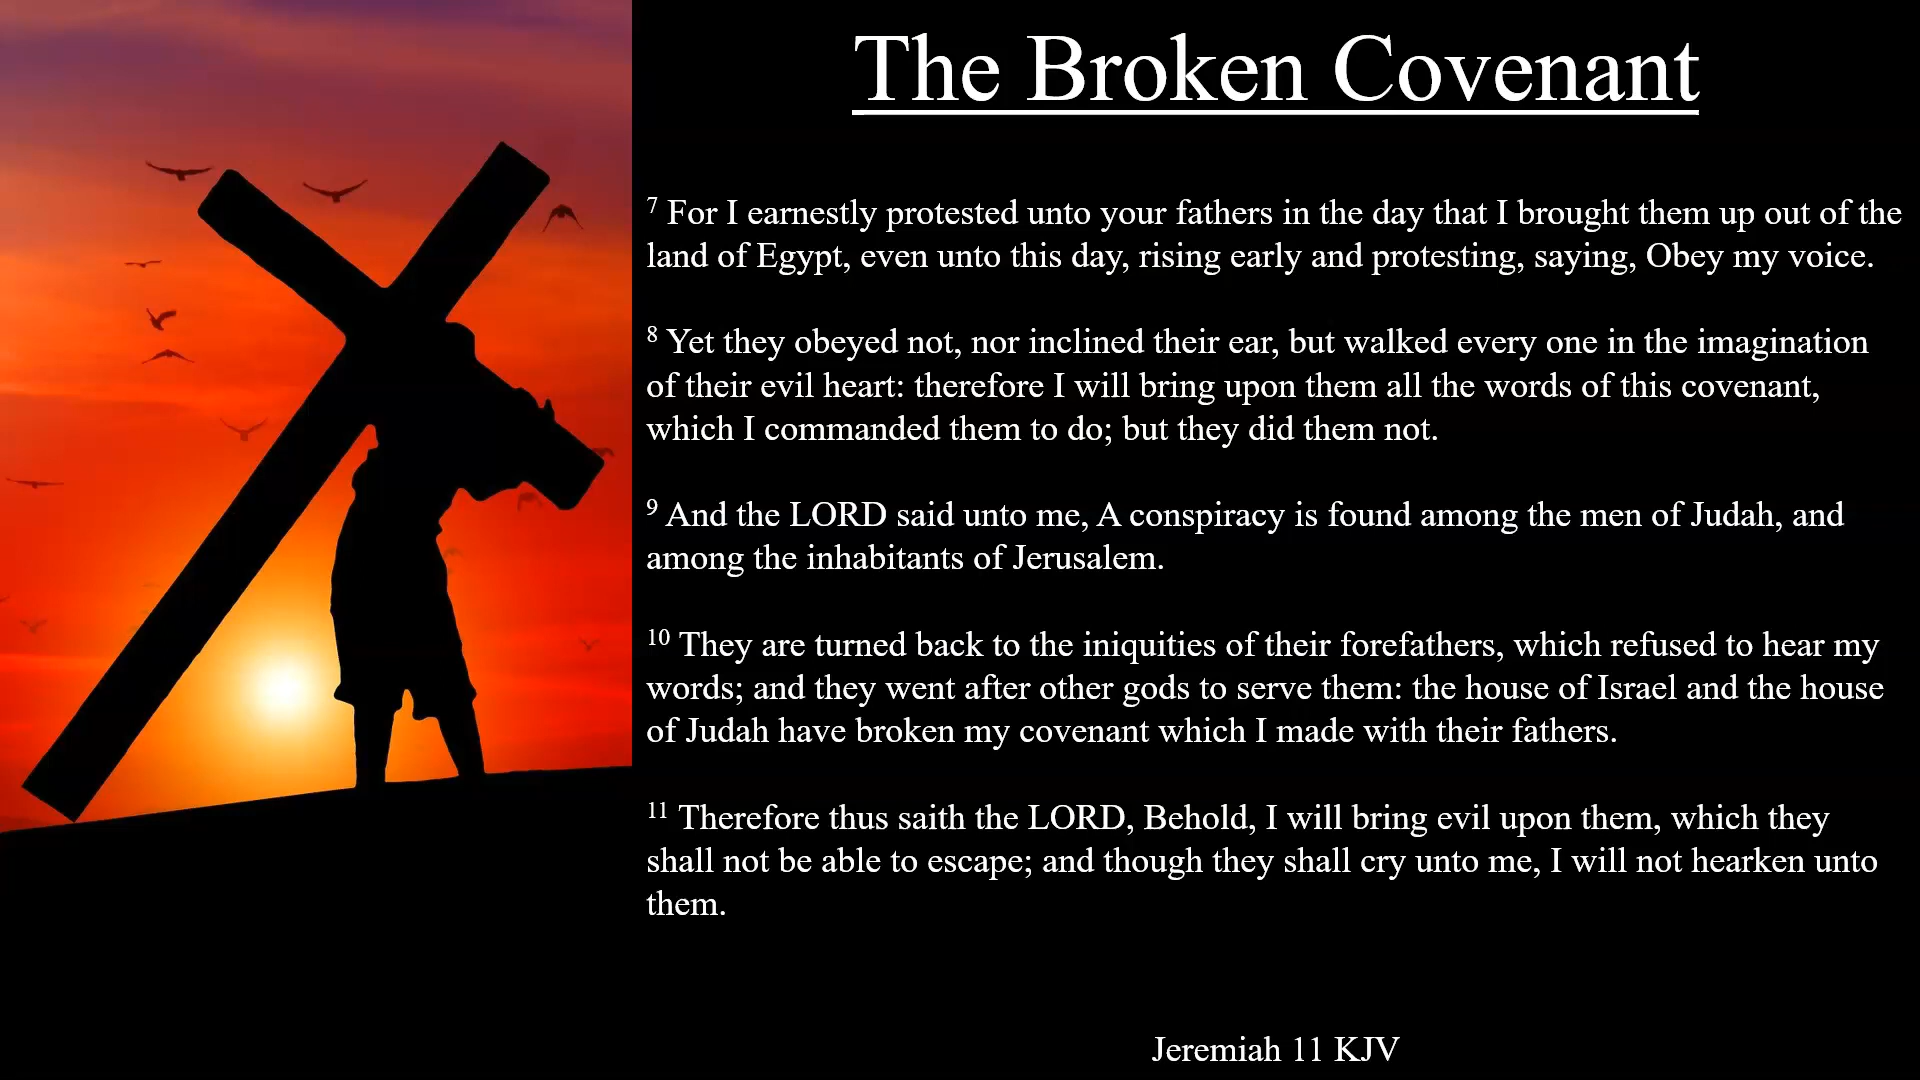 The Broken Covenant
7 For I earnestly protested unto your fathers in the day that I brought them up out of the
land of Egypt, even unto this day, rising early and protesting, saying, Obey my voice.
8 Yet they obeyed not, nor inclined their ear, but walked every one in the imagination
of their evil heart: therefore I will bring upon them all the words of this covenant,
which I commanded them to do; but they did them not.
9 And the LORD said unto me, A conspiracy is found among the men of Judah, and
among the inhabitants of Jerusalem.
10 They are turned back to the iniquities of their forefathers, which refused to hear my
words; and they went after other gods to serve them: the house of Israel and the house
of Judah have broken my covenant which I made with their fathers.
11 Therefore thus saith the LORD, Behold, I will bring evil upon them, which they
shall not be able to escape; and though they shall cry unto me, I will not hearken unto
them.
Jeremiah 11 KJV